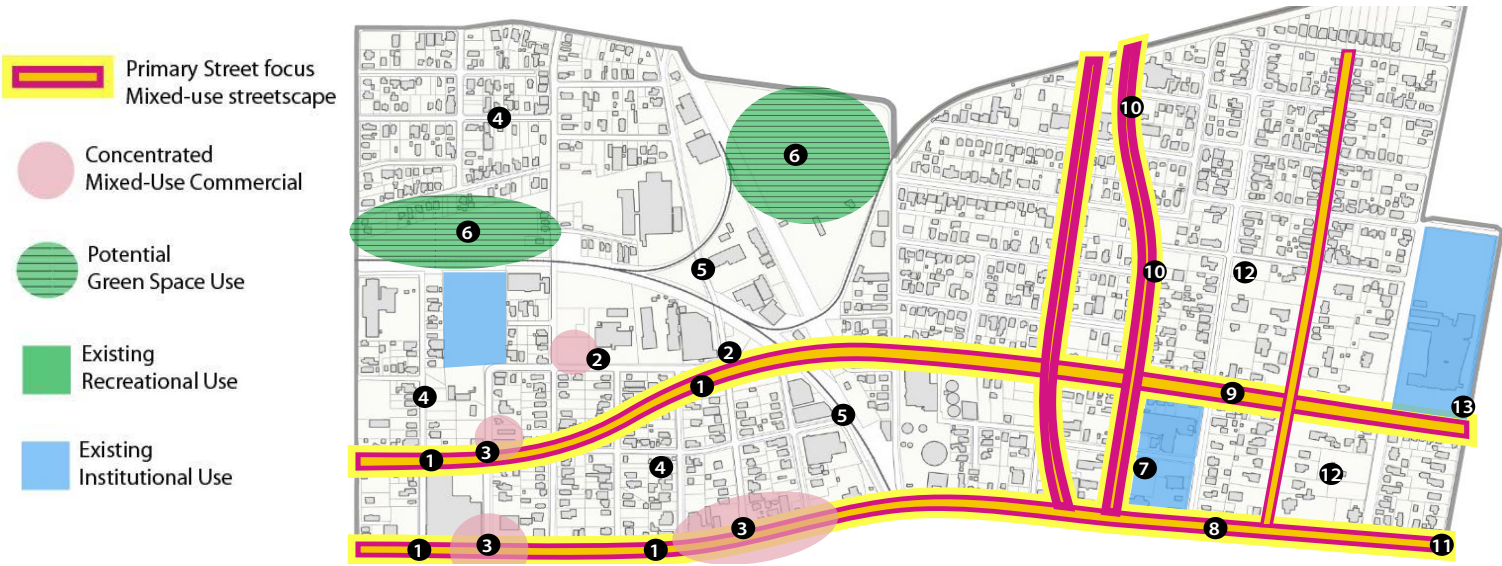 Primary Street focus
Mixed-use streetscape
Concentrated
Mixed-Use Commercial
Potential
Green Space Use
Existing
Recreational Use
Existing
Institutional Use
4
10
6
6
5
10
12
2
2
1
9
4
13
5
3
1
4
7
12
3
8
3
1
1
11